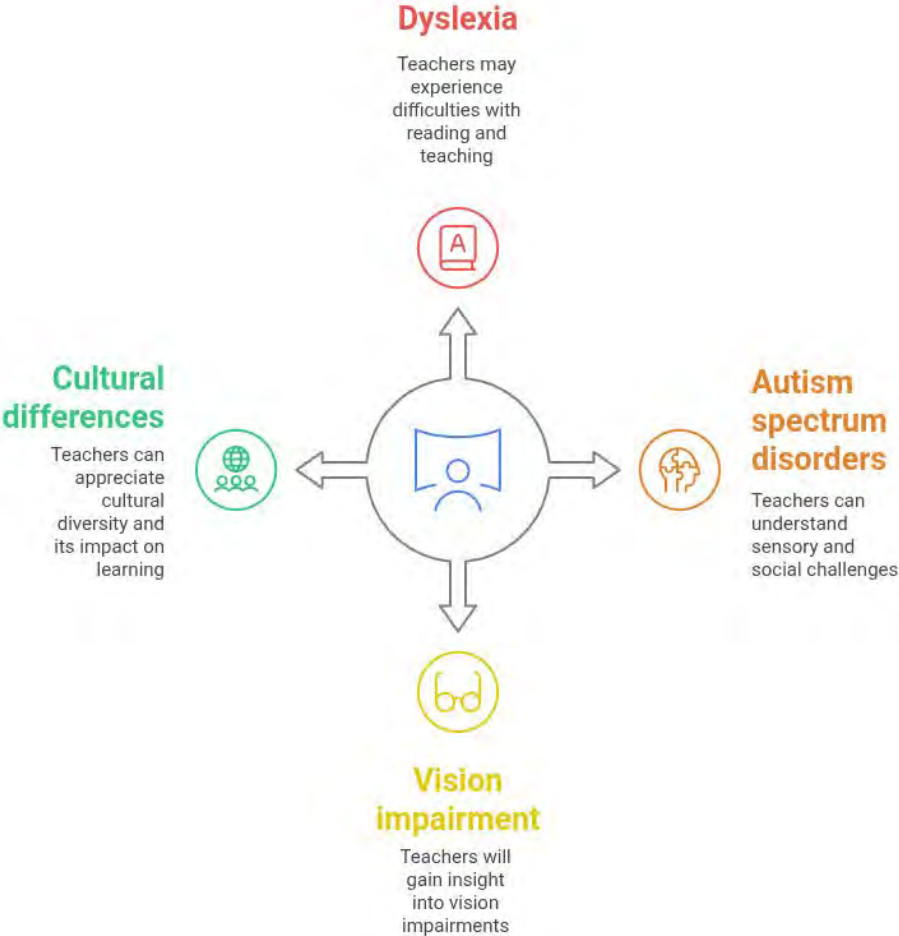 Dyslexia
Teachers may
experience
difficulties with
reading and
teaching
A
Cultural
differences
Teachers can
appreciate
cultural
diversity and
its impact on
learning
Autism
spectrum
disorders
Teachers can
understand
sensory and
social challenges
Vision
impairment
Teachers will
gain insight
into vision
impairments